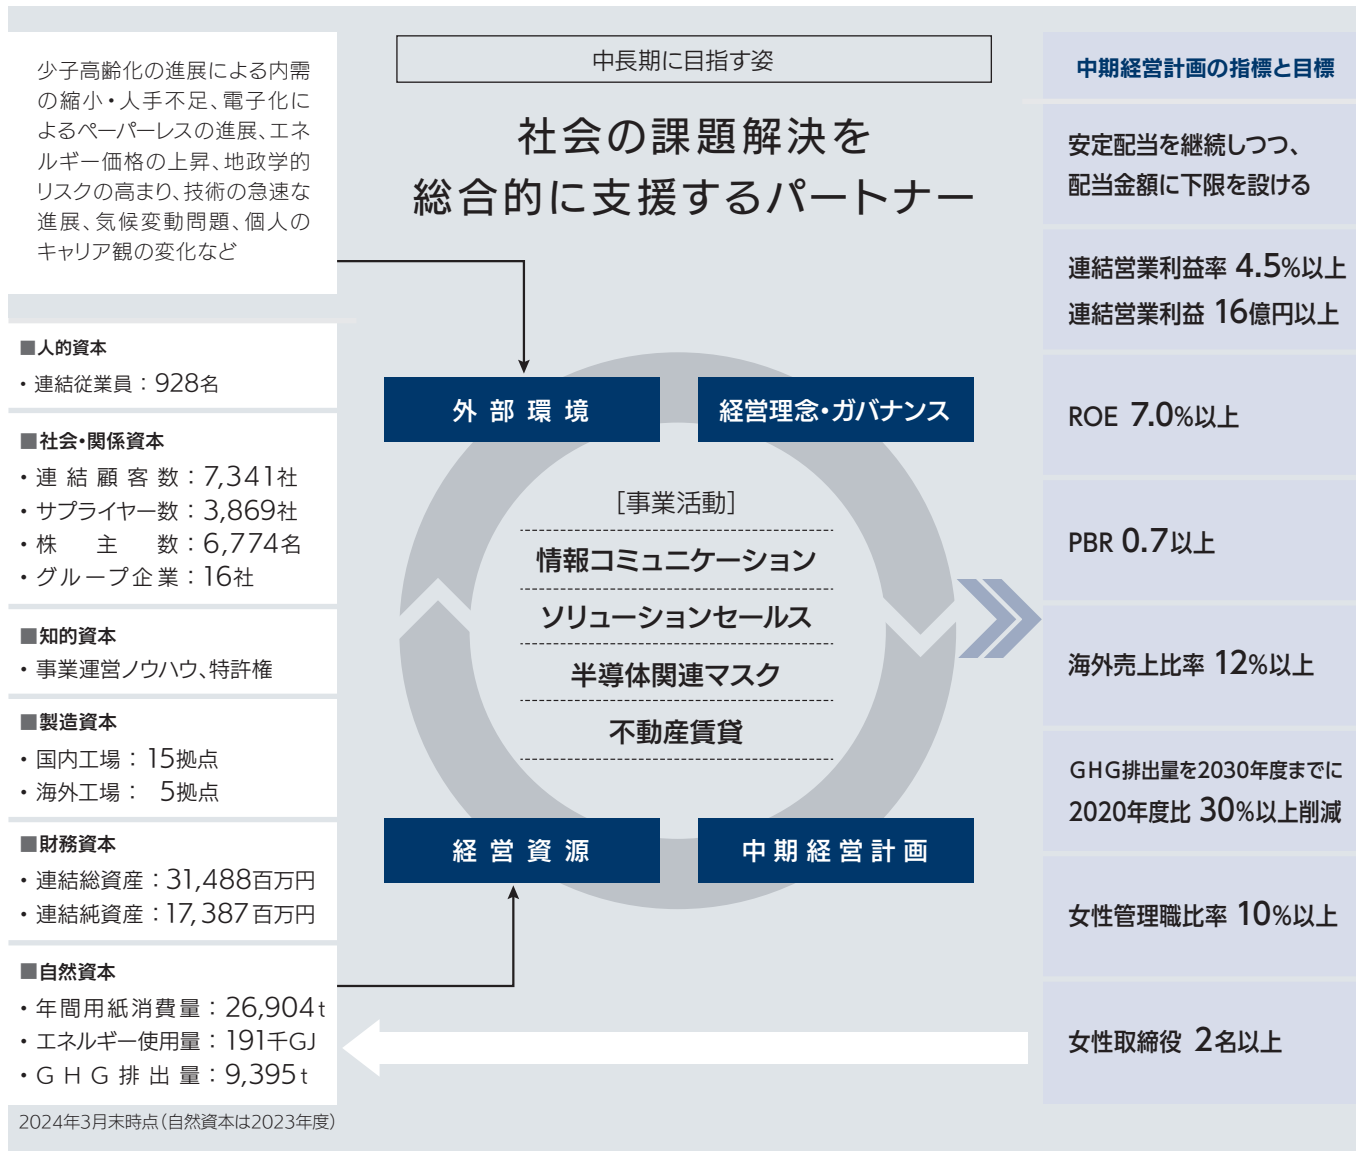 少子高齢化の進展による内需
の縮小・人手不足、電子化に
よるペーパーレスの進展、エネ
ルギー価格の上昇、地政学的
リスクの高まり、技術の急速な
進展、気候変動問題、個人の
キャリア観の変化など
■人的資本
・連結従業員：928名
■社会・関係資本
・連結顧客数：7,341社
・サプライヤー数：3,869社
・株主数：6,774名
・グループ企業：16社
■知的資本
・事業運営ノウハウ、特許権
■製造資本
・国内工場：15拠点
・海外工場：5拠点
■財務資本
・連結総資産：31,488百万円
・連結純資産：17,387百万円
■自然資本
・年間用紙消費量：26,904t
・エネルギー使用量：191千GJ
・GHG排出量：9,395t
2024年3月末時点（自然資本は2023年度）
中長期に目指す姿
社会の課題解決を
総合的に支援するパートナー
外部環境
経営理念・ガバナンス
［事業活動］
情報コミュニケーション
ソリューションセールス
半導体関連マスク
不動産賃貸
経営資源
中期経営計画
中期経営計画の指標と目標
安定配当を継続しつつ、
配当金額に下限を設ける
連結営業利益率 4.5%以上
連結営業利益 16億円以上
ROE 7.0%以上
PBR 0.7以上
海外売上比率 12%以上
GHG排出量を2030年度までに
2020年度比 30%以上削減
女性管理職比率 10%以上
女性取締役 2名以上